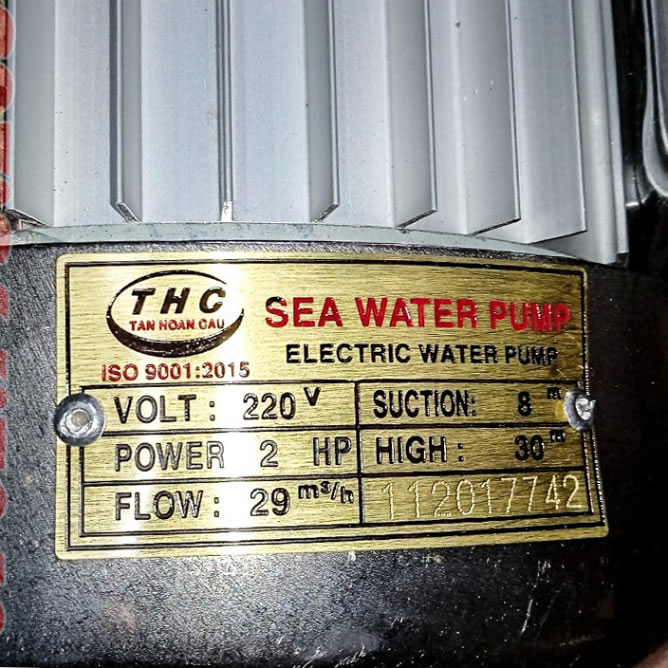 THC
TAN HOAN CAU
ISO 9001:2015
SEA WATER PUMP
ELECTRIC WATER PUMP
VOLT : 220 V
SUCTION: 8 m
POWER 2 HP
HIGH : 30 m
FLOW : 29 m³/h
112017742